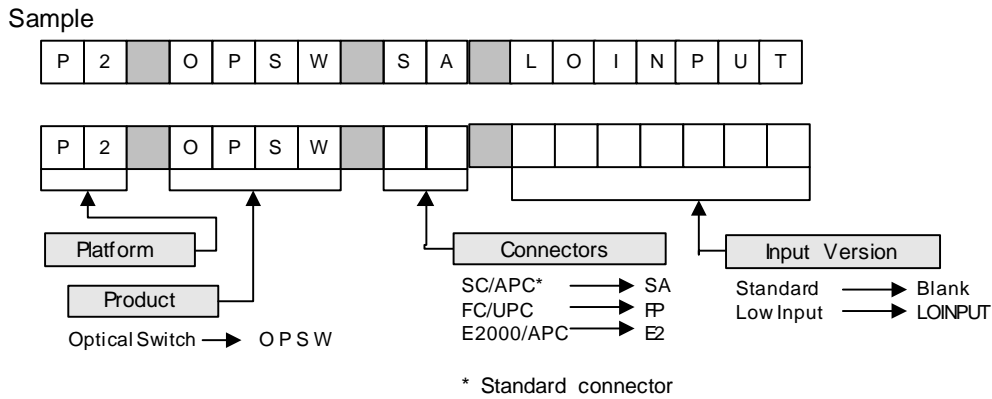 Sample
P 2 O P S W S A L O I N P U T
P 2 O P S W
Platform
Connectors
Input Version
SC/APC* SA
Standard Blank
Product
FC/UPC FP
Low Input LOINPUT
Optical Switch O P S W
E2000/APC E2
* Standard connector